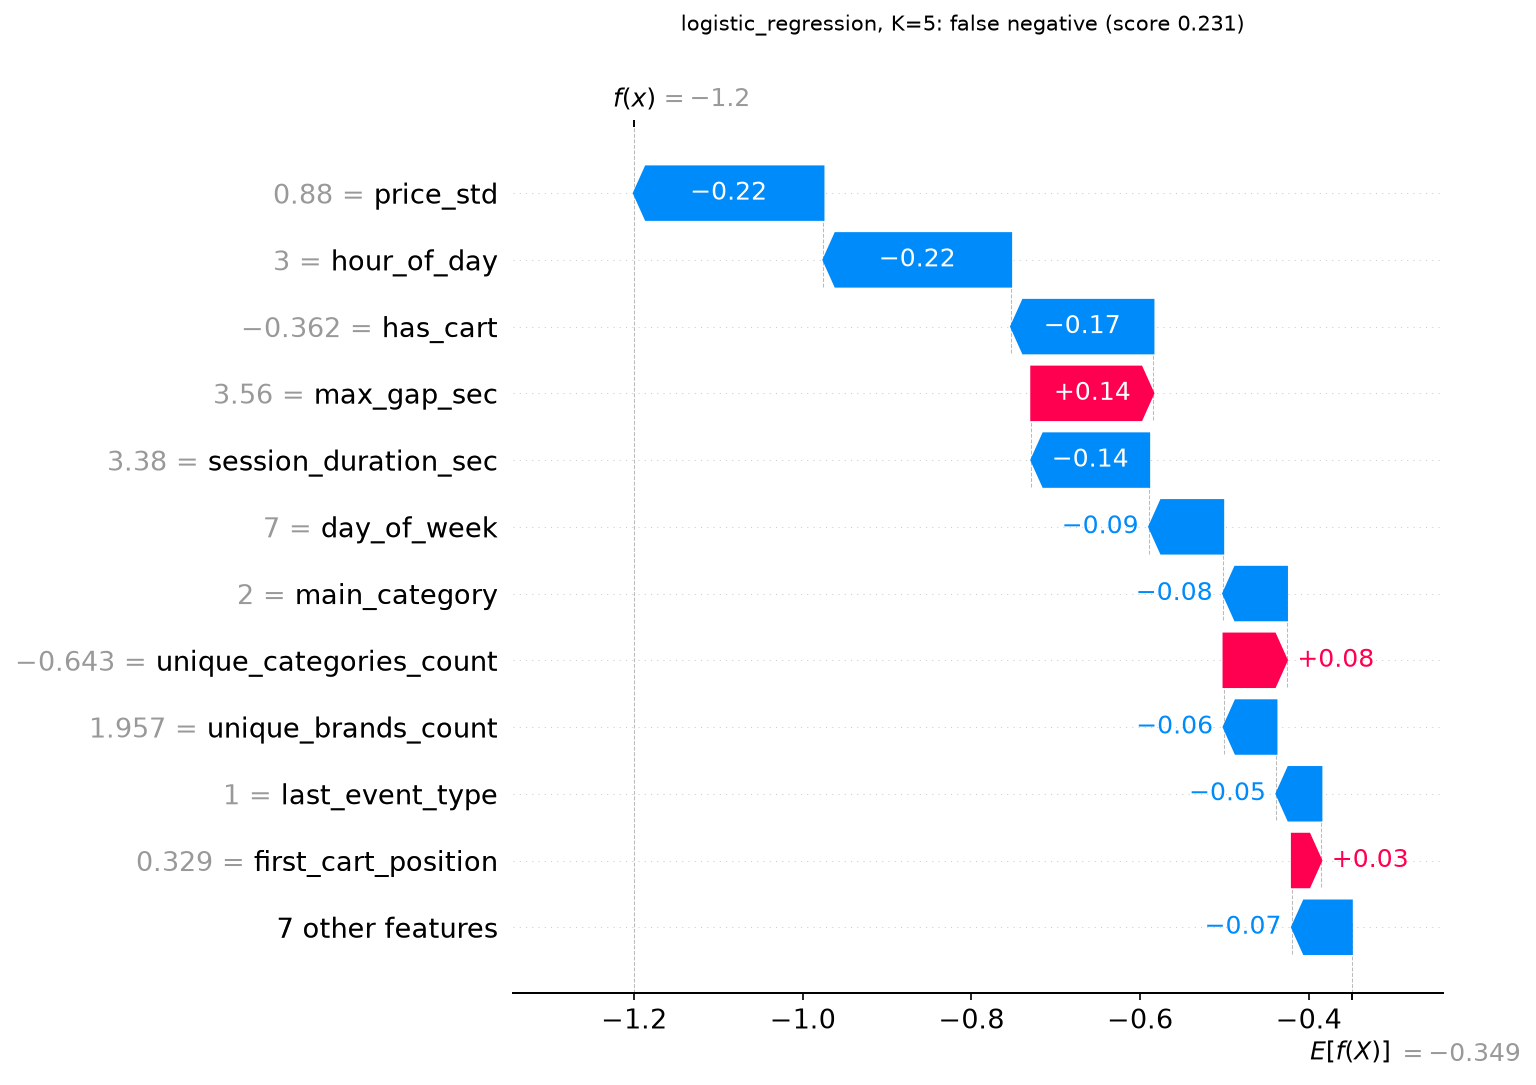 logistic_regression, K=5: false negative (score 0.231)
f(x) = −1.2
0.88 = price_std −0.22
3 = hour_of_day −0.22
−0.362 = has_cart −0.17
3.56 = max_gap_sec +0.14
3.38 = session_duration_sec −0.14
7 = day_of_week −0.09
2 = main_category −0.08
−0.643 = unique_categories_count +0.08
1.957 = unique_brands_count −0.06
1 = last_event_type −0.05
0.329 = first_cart_position +0.03
7 other features −0.07
−1.2 −1.0 −0.8 −0.6 −0.4
E[f(X)] = −0.349